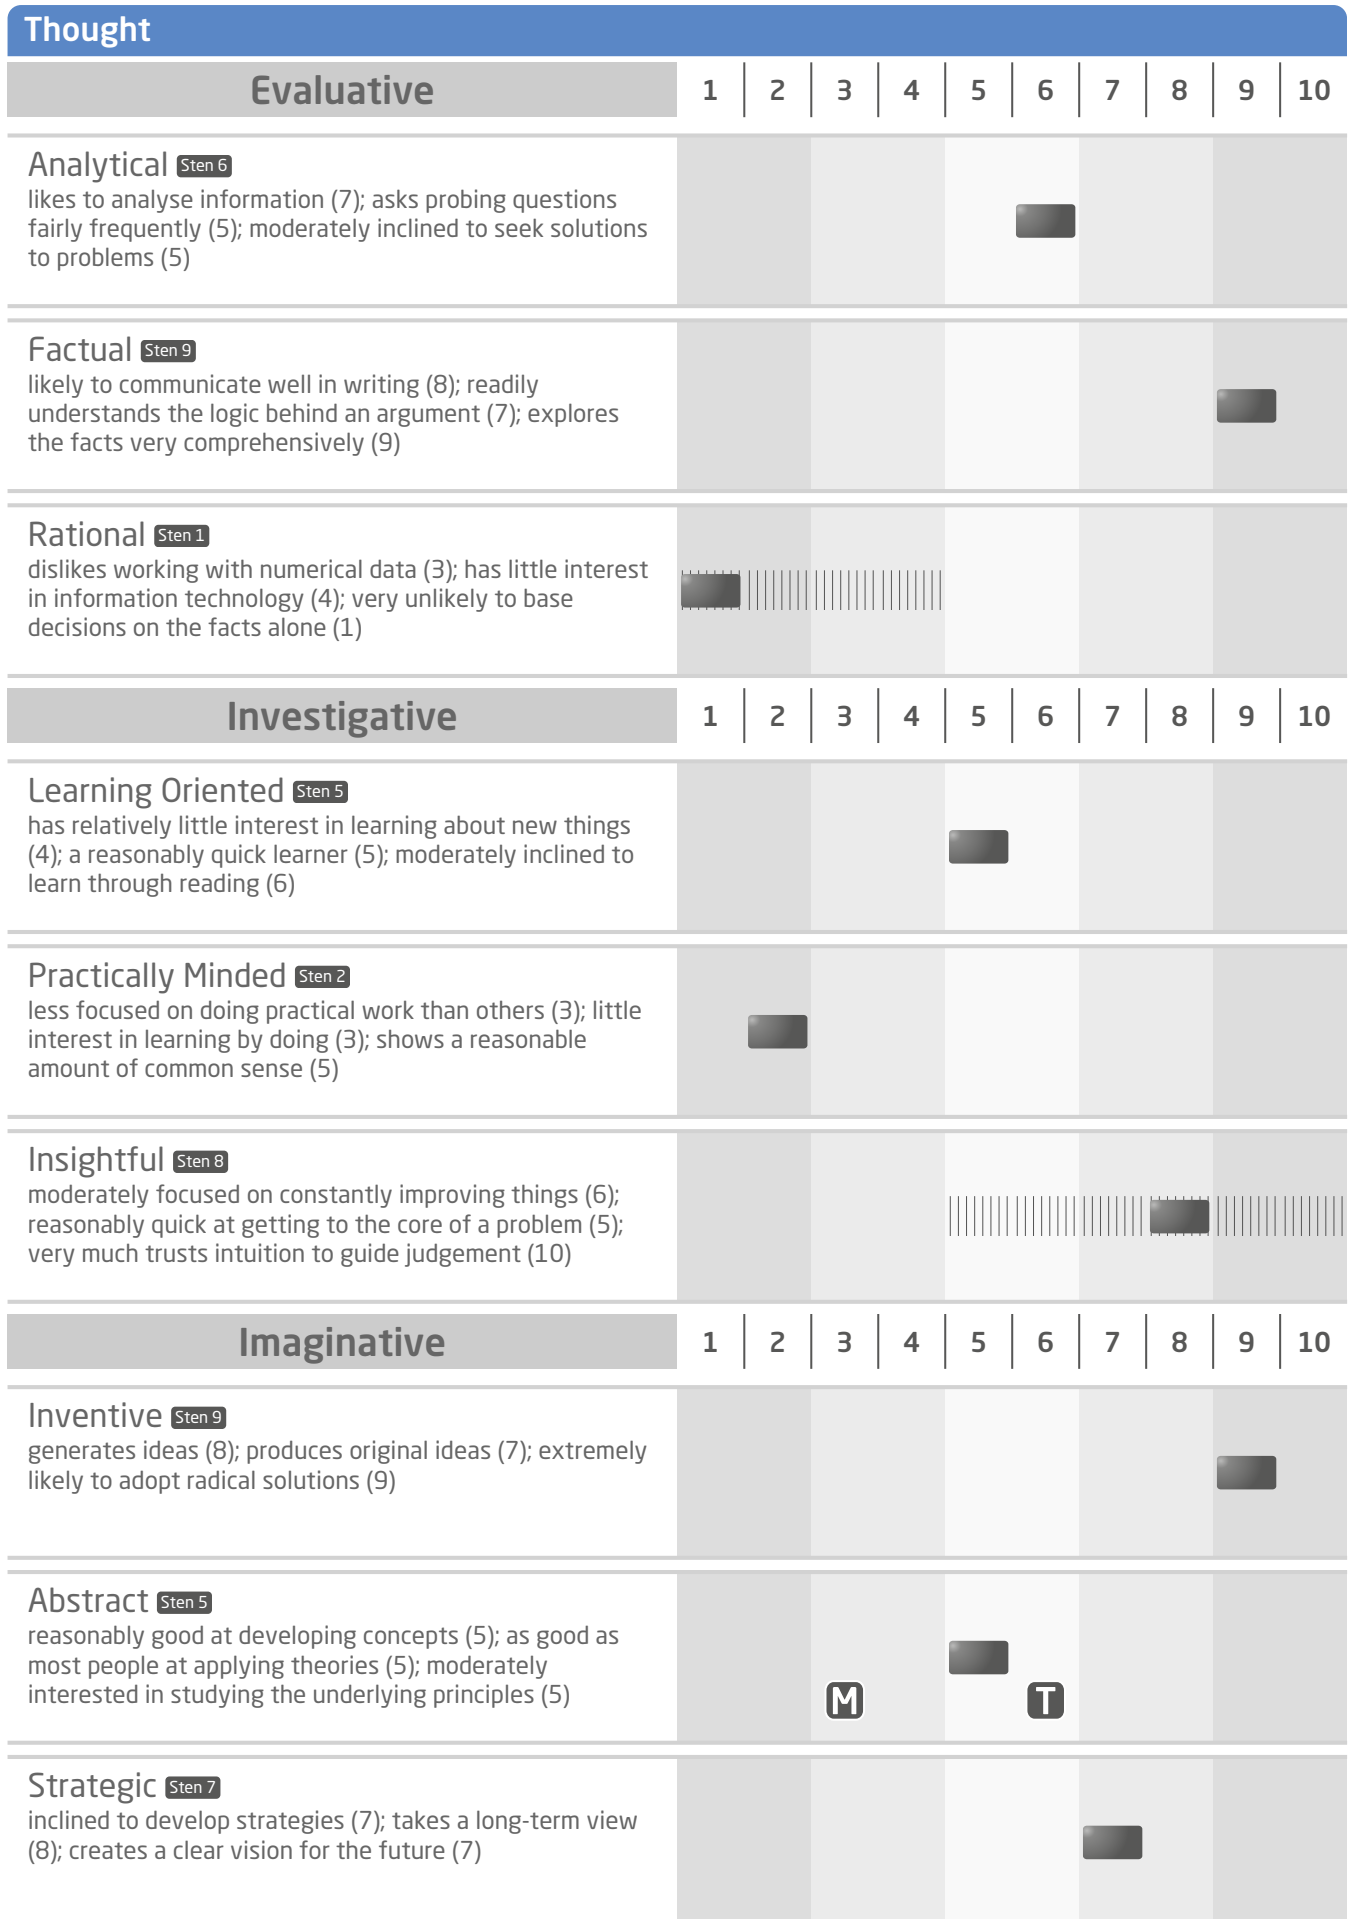 Thought
Evaluative 1 2 3 4 5 6 7 8 9 10
Analytical Sten 6
likes to analyse information (7); asks probing questions
fairly frequently (5); moderately inclined to seek solutions
to problems (5)
Factual Sten 9
likely to communicate well in writing (8); readily
understands the logic behind an argument (7); explores
the facts very comprehensively (9)
Rational Sten 1
dislikes working with numerical data (3); has little interest
in information technology (4); very unlikely to base
decisions on the facts alone (1)
Investigative 1 2 3 4 5 6 7 8 9 10
Learning Oriented Sten 5
has relatively little interest in learning about new things
(4); a reasonably quick learner (5); moderately inclined to
learn through reading (6)
Practically Minded Sten 2
less focused on doing practical work than others (3); little
interest in learning by doing (3); shows a reasonable
amount of common sense (5)
Insightful Sten 8
moderately focused on constantly improving things (6);
reasonably quick at getting to the core of a problem (5);
very much trusts intuition to guide judgement (10)
Imaginative 1 2 3 4 5 6 7 8 9 10
Inventive Sten 9
generates ideas (8); produces original ideas (7); extremely
likely to adopt radical solutions (9)
Abstract Sten 5
reasonably good at developing concepts (5); as good as
most people at applying theories (5); moderately
interested in studying the underlying principles (5)
M T
Strategic Sten 7
inclined to develop strategies (7); takes a long-term view
(8); creates a clear vision for the future (7)